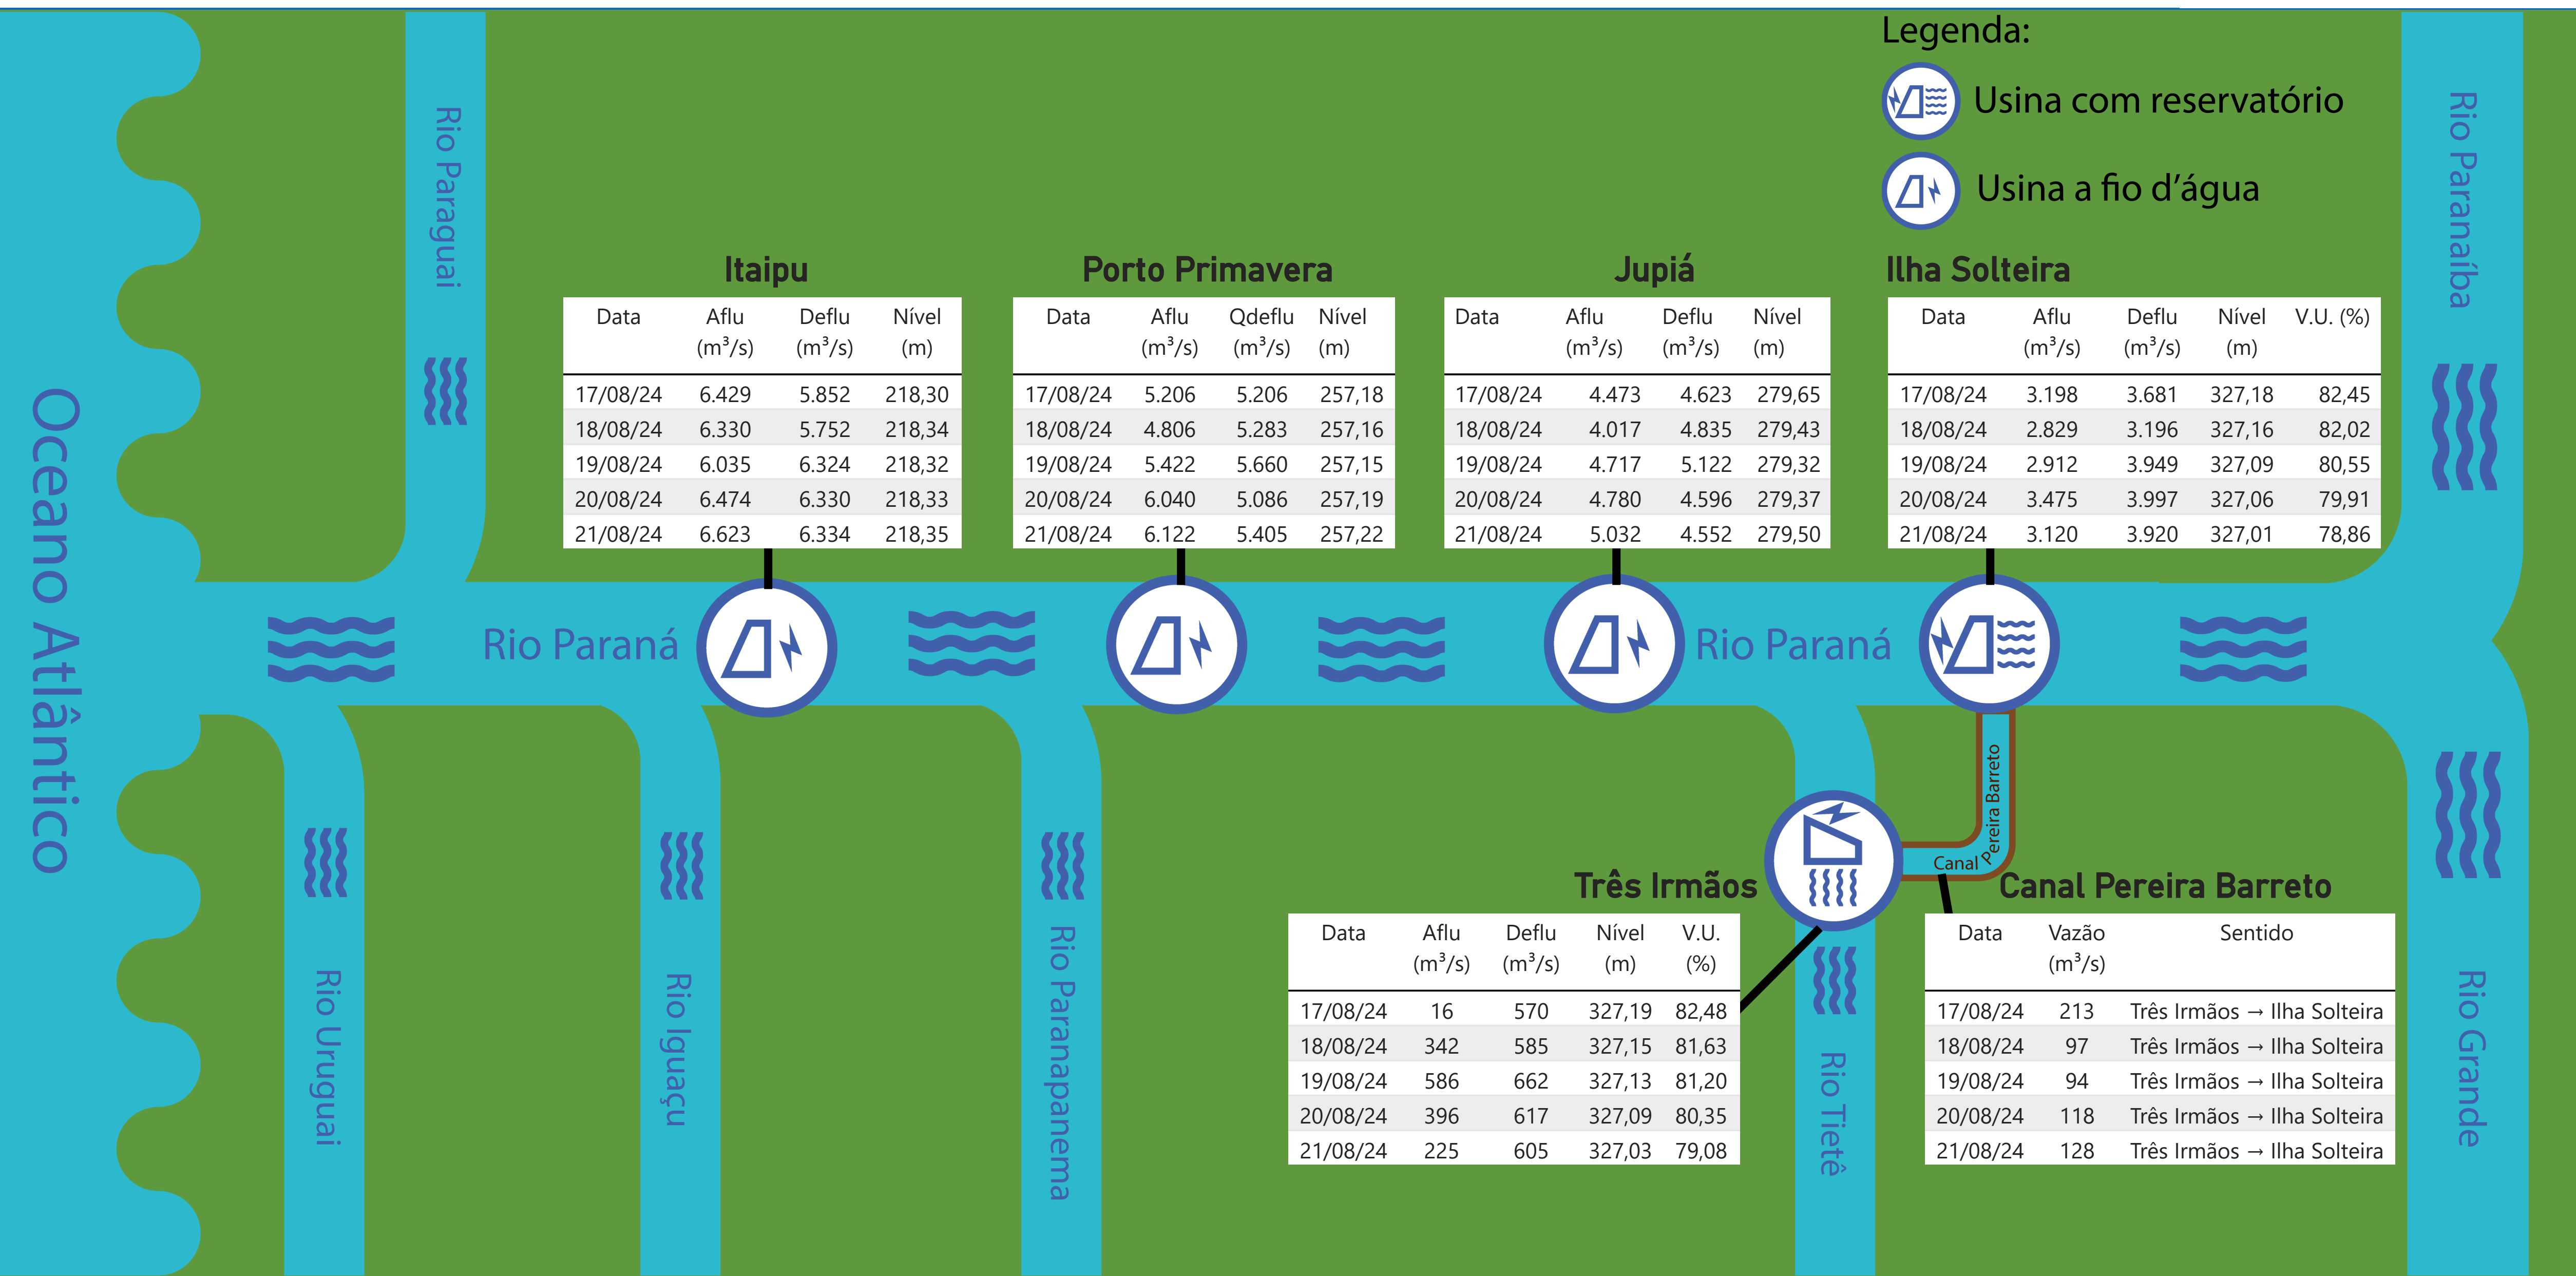 Legenda:
Usina com reservatório
Usina a fio d'água
Oceano Atlântico
Rio Paraguai
Rio Paranaíba
Itaipu
Data Aflu Deflu Nível
(m³/s) (m³/s) (m)
17/08/24 6.429 5.852 218,30
18/08/24 6.330 5.752 218,34
19/08/24 6.035 6.324 218,32
20/08/24 6.474 6.330 218,33
21/08/24 6.623 6.334 218,35
Porto Primavera
Data Aflu Qdeflu Nível
(m³/s) (m³/s) (m)
17/08/24 5.206 5.206 257,18
18/08/24 4.806 5.283 257,16
19/08/24 5.422 5.660 257,15
20/08/24 6.040 5.086 257,19
21/08/24 6.122 5.405 257,22
Jupiá
Data Aflu Deflu Nível
(m³/s) (m³/s) (m)
17/08/24 4.473 4.623 279,65
18/08/24 4.017 4.835 279,43
19/08/24 4.717 5.122 279,32
20/08/24 4.780 4.596 279,37
21/08/24 5.032 4.552 279,50
Ilha Solteira
Data Aflu Deflu Nível V.U. (%)
(m³/s) (m³/s) (m)
17/08/24 3.198 3.681 327,18 82,45
18/08/24 2.829 3.196 327,16 82,02
19/08/24 2.912 3.949 327,09 80,55
20/08/24 3.475 3.997 327,06 79,91
21/08/24 3.120 3.920 327,01 78,86
Rio Paraná
Rio Paraná
Canal Pereira Barreto
Três Irmãos
Data Aflu Deflu Nível V.U.
(m³/s) (m³/s) (m) (%)
17/08/24 16 570 327,19 82,48
18/08/24 342 585 327,15 81,63
19/08/24 586 662 327,13 81,20
20/08/24 396 617 327,09 80,35
21/08/24 225 605 327,03 79,08
Canal Pereira Barreto
Data Vazão Sentido
(m³/s)
17/08/24 213 Três Irmãos → Ilha Solteira
18/08/24 97 Três Irmãos → Ilha Solteira
19/08/24 94 Três Irmãos → Ilha Solteira
20/08/24 118 Três Irmãos → Ilha Solteira
21/08/24 128 Três Irmãos → Ilha Solteira
Rio Uruguai
Rio Iguaçu
Rio Paranapanema
Rio Tietê
Rio Grande